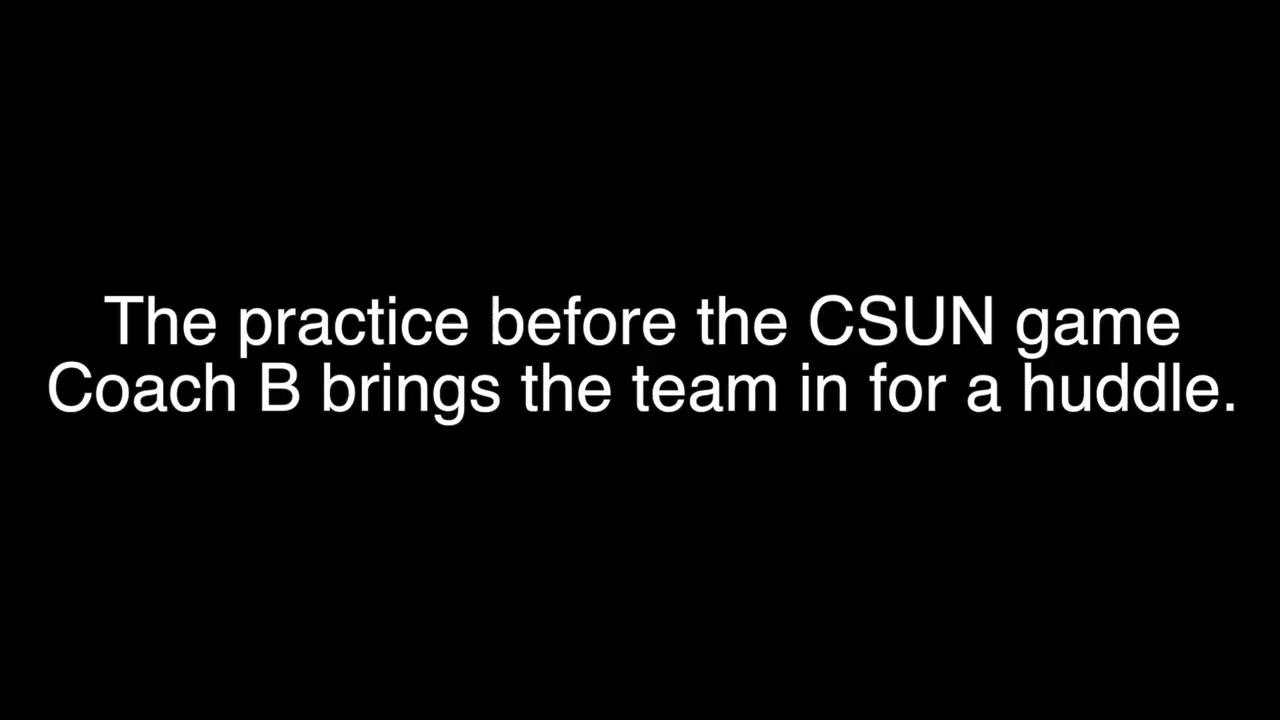 The practice before the CSUN game
Coach B brings the team in for a huddle.